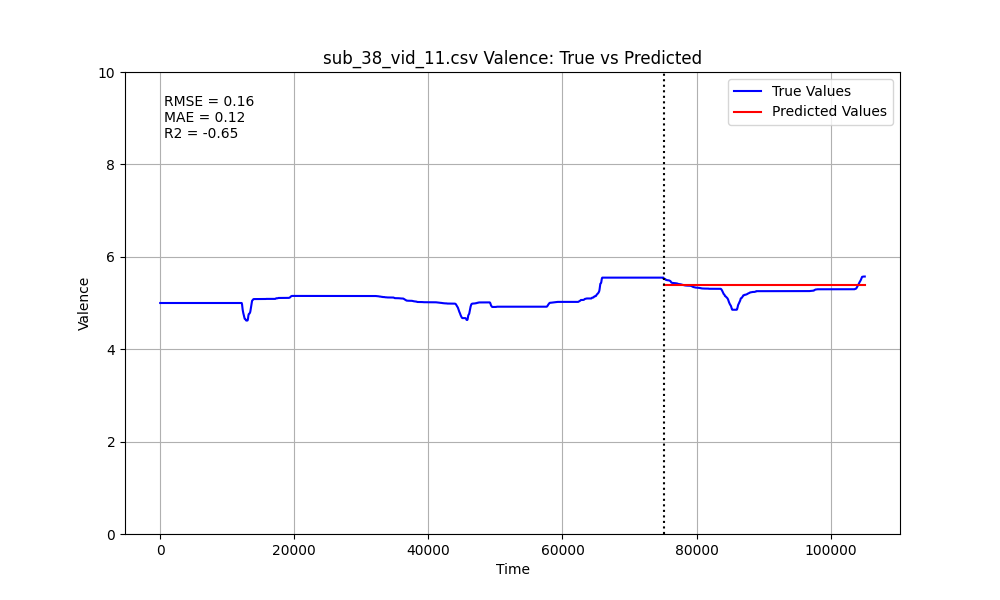 sub_38_vid_11.csv Valence: True vs Predicted
RMSE = 0.16
MAE = 0.12
R2 = -0.65
True Values
Predicted Values
10
8
6
4
2
0
Valence
0 20000 40000 60000 80000 100000
Time